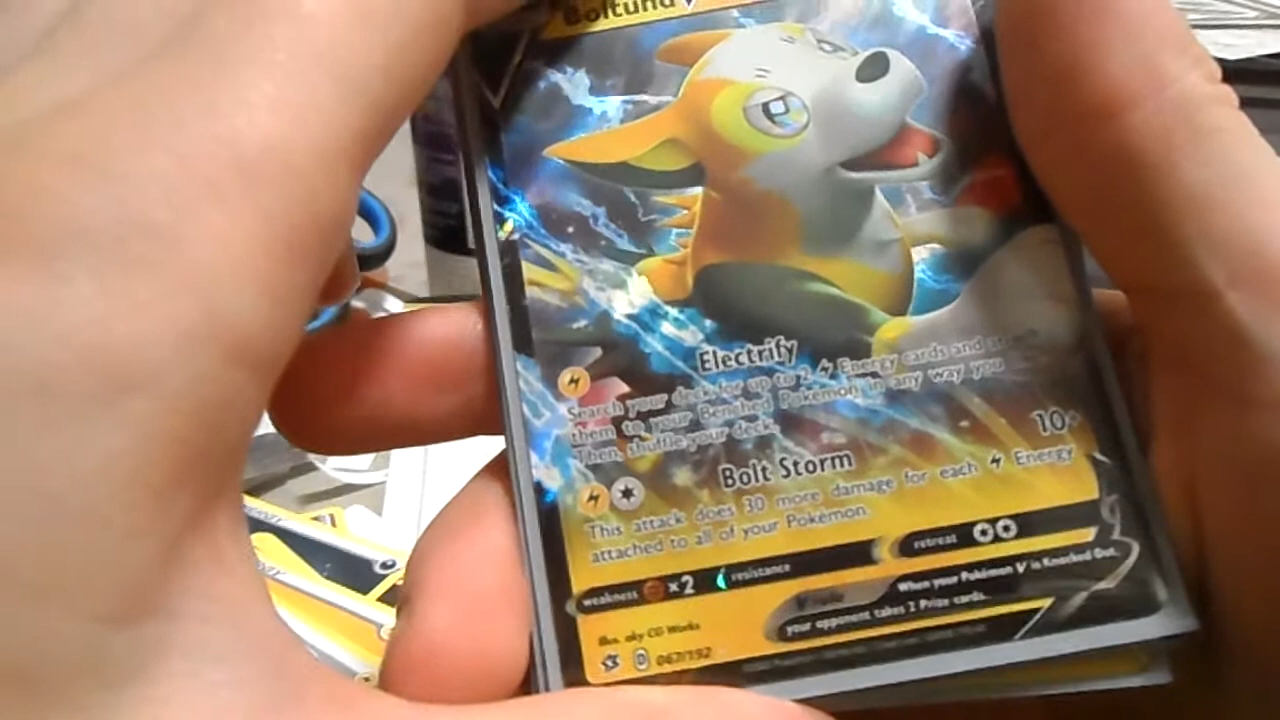 Boltund V
Electrify
Search your deck for up to 2 Energy cards and
them to your Benched Pokémon in any way you
Then, shuffle your deck.
Bolt Storm 10+
This attack does 30 more damage for each Energy
attached to all of your Pokémon.
weakness ×2 resistance retreat
V rule When your Pokémon V is Knocked Out,
your opponent takes 2 Prize cards.
Illus. aky CG Works
D 067/192